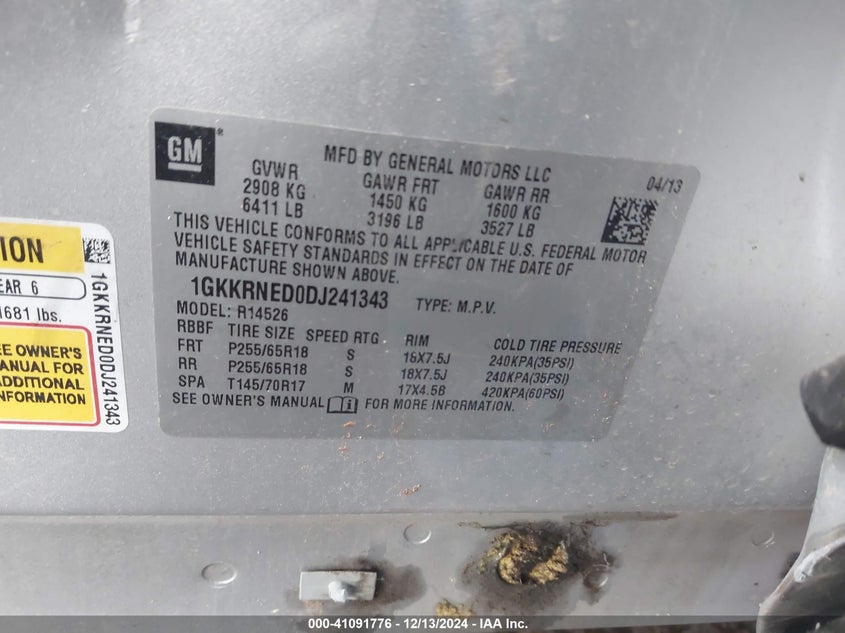 GM
MFD BY GENERAL MOTORS LLC
04/13
GVWR GAWR FRT GAWR RR
2908 KG 1450 KG 1600 KG
6411 LB 3196 LB 3527 LB
THIS VEHICLE CONFORMS TO ALL APPLICABLE U.S. FEDERAL MOTOR
VEHICLE SAFETY STANDARDS IN EFFECT ON THE DATE OF
MANUFACTURE SHOWN ABOVE.
1GKKRNED0DJ241343 TYPE: M.P.V.
MODEL: R14526
RBBF TIRE SIZE SPEED RTG RIM COLD TIRE PRESSURE
FRT P255/65R18 S 18X7.5J 240KPA(35PSI)
RR P255/65R18 S 18X7.5J 240KPA(35PSI)
SPA T145/70R17 M 17X4.5B 420KPA(60PSI)
SEE OWNER'S MANUAL FOR MORE INFORMATION.
TION
EAR 6
1681 lbs.
EE OWNER'S
ANUAL FOR
ADDITIONAL
INFORMATION
1GKKRNED0DJ241343
000-41091776 - 12/13/2024 - IAA Inc.